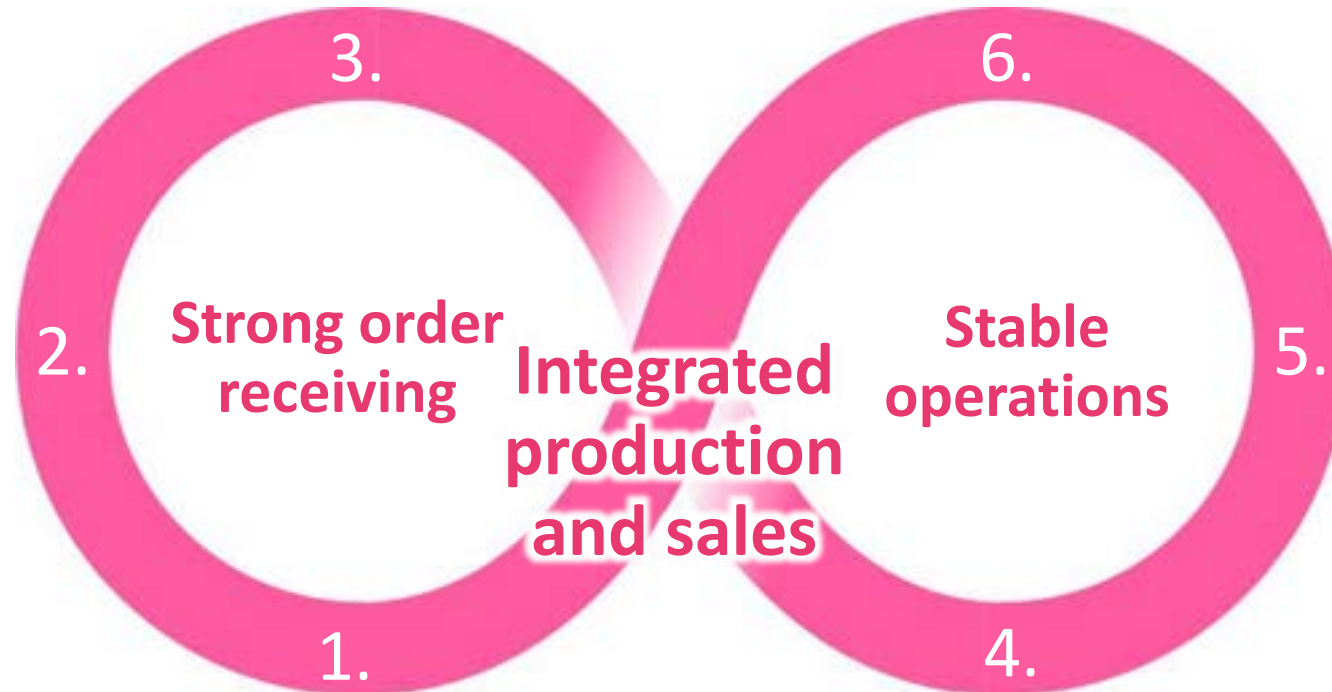 3.
6.
2.
Strong order
receiving
Integrated
production
and sales
Stable
operations
5.
1.
4.